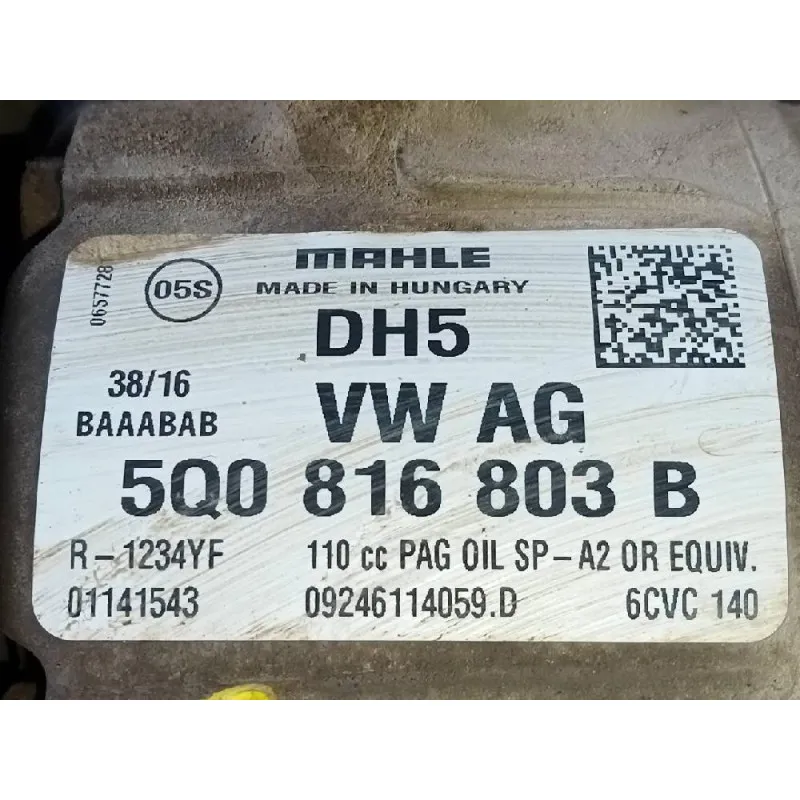 MAHLE
MADE IN HUNGARY
05S
06S7728
DH5
38/16
VW AG
BAAABAB
5Q0 816 803 B
R-1234YF 110 cc PAG OIL SP-A2 OR EQUIV.
01141543 09246114059.D 6CVC 140